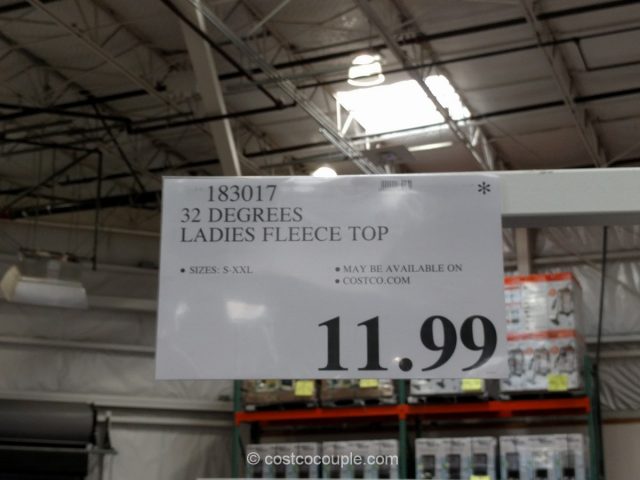 183017
*
32 DEGREES
LADIES FLEECE TOP
• SIZES: S-XXL
• MAY BE AVAILABLE ON
• COSTCO.COM
11.99
© costcocouple.com